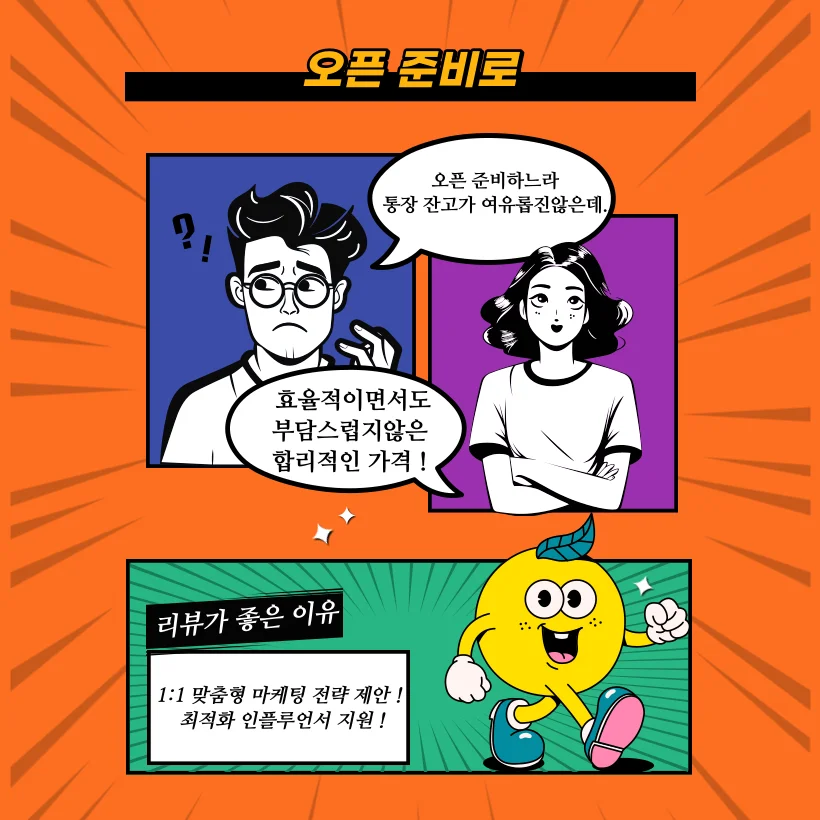 오픈 준비로
오픈 준비하느라
통장 잔고가 여유롭진않은데.
?!
효율적이면서도
부담스럽지않은
합리적인 가격 !
리뷰가 좋은 이유
1:1 맞춤형 마케팅 전략 제안 !
최적화 인플루언서 지원 !